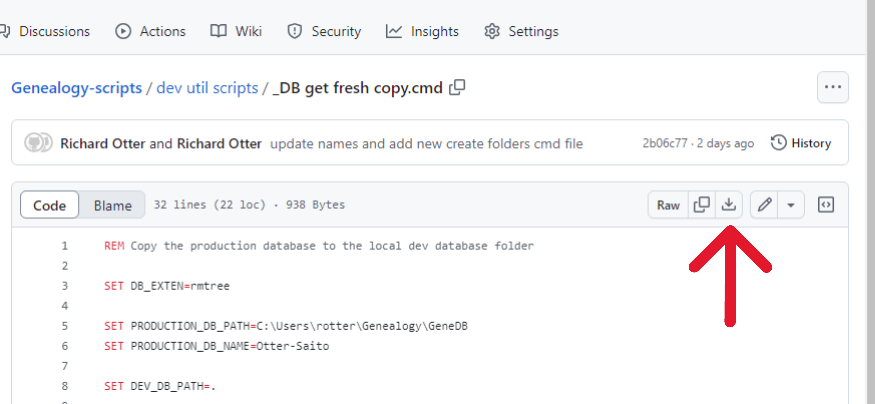 Discussions Actions Wiki Security Insights Settings
Genealogy-scripts / dev util scripts / _DB get fresh copy.cmd
Richard Otter and Richard Otter update names and add new create folders cmd file 2b06c77 · 2 days ago History
Code Blame 32 lines (22 loc) · 938 Bytes Raw
1 REM Copy the production database to the local dev database folder
2
3 SET DB_EXTEN=rmtree
4
5 SET PRODUCTION_DB_PATH=C:\Users\rotter\Genealogy\GeneDB
6 SET PRODUCTION_DB_NAME=Otter-Saito
7
8 SET DEV_DB_PATH=.